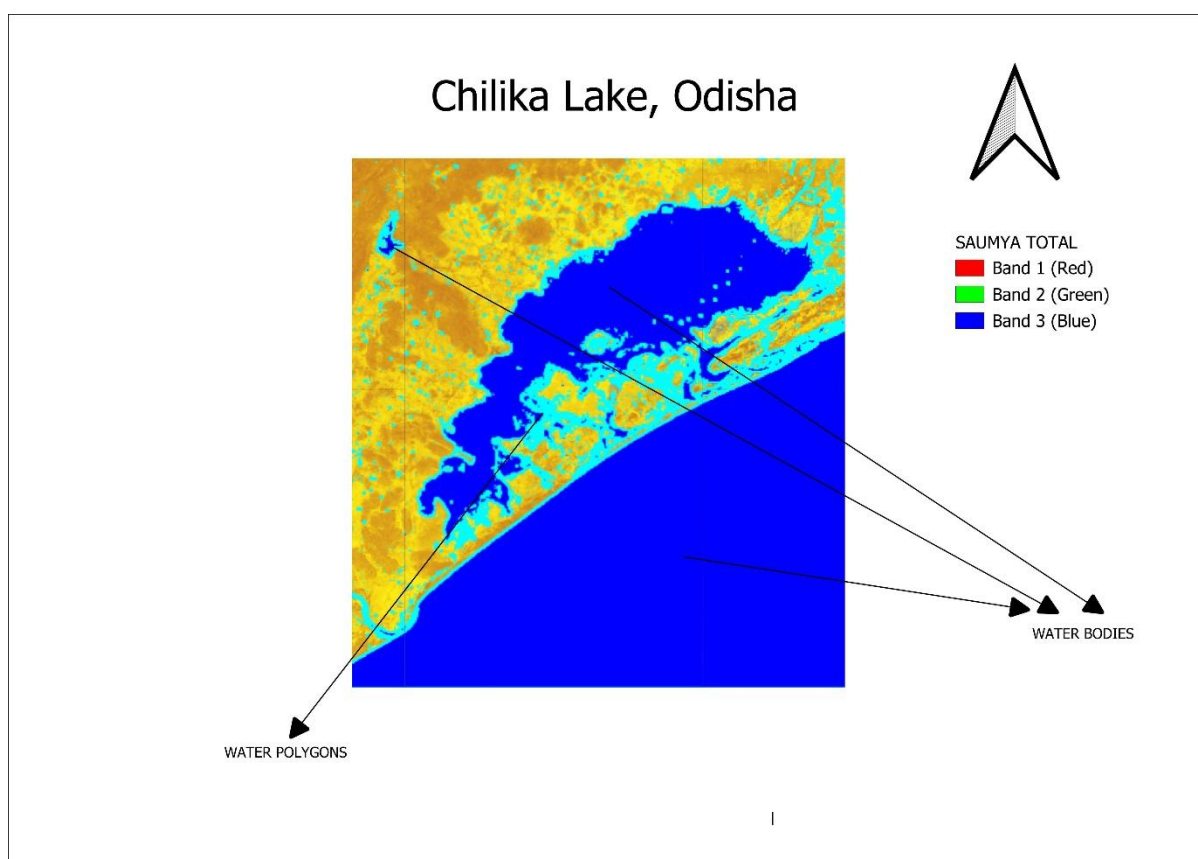 Chilika Lake, Odisha
SAUMYA TOTAL
Band 1 (Red)
Band 2 (Green)
Band 3 (Blue)
WATER BODIES
WATER POLYGONS